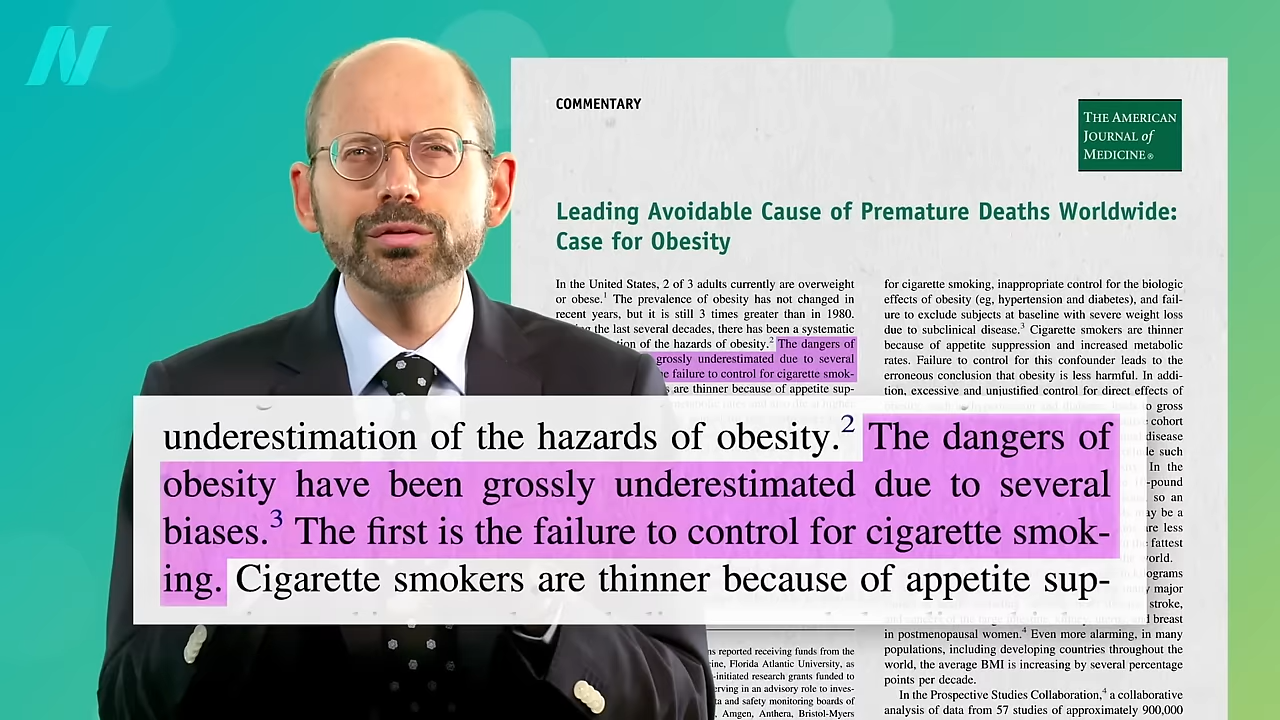 COMMENTARY
THE AMERICAN
JOURNAL of
MEDICINE®
Leading Avoidable Cause of Premature Deaths Worldwide:
Case for Obesity
In the United States, 2 of 3 adults currently are overweight
or obese.1 The prevalence of obesity has not changed in
recent years, but it is still 3 times greater than in 1980.
the last several decades, there has been a systematic
of the hazards of obesity.2 The dangers of
grossly underestimated due to several
failure to control for cigarette smok-
are thinner because of appetite sup-
underestimation of the hazards of obesity.2 The dangers of
obesity have been grossly underestimated due to several
biases.3 The first is the failure to control for cigarette smok-
ing. Cigarette smokers are thinner because of appetite sup-
reported receiving funds from the
Florida Atlantic University, as
-initiated research grants funded to
in an advisory role to inves-
and safety monitoring boards of
Amgen, Anthera, Bristol-Myers
for cigarette smoking, inappropriate control for the biologic
effects of obesity (eg, hypertension and diabetes), and fail-
ure to exclude subjects at baseline with severe weight loss
due to subclinical disease.3 Cigarette smokers are thinner
because of appetite suppression and increased metabolic
rates. Failure to control for this confounder leads to the
erroneous conclusion that obesity is less harmful. In addi-
tion, excessive and unjustified control for direct effects of
gross
cohort
disease
such
In the
-pound
so an
may be a
are less
the fattest
world.
kilograms
many major
stroke,
breast
in postmenopausal women.4 Even more alarming, in many
populations, including developing countries throughout the
world, the average BMI is increasing by several percentage
points per decade.
In the Prospective Studies Collaboration,4 a collaborative
analysis of data from 57 studies of approximately 900,000